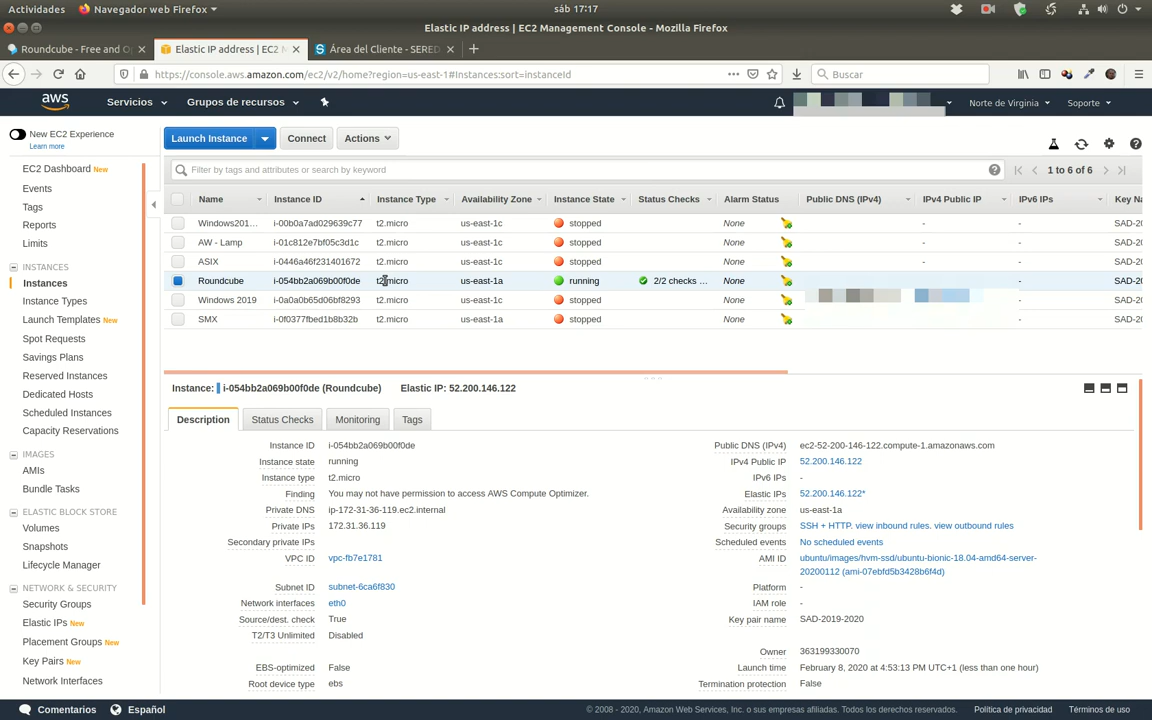 Actividades Navegador web Firefox sáb 17:17
Elastic IP address | EC2 Management Console - Mozilla Firefox
Roundcube - Free and Op Elastic IP address | EC2 M Área del Cliente - SERED
https://console.aws.amazon.com/ec2/v2/home?region=us-east-1#Instances:sort=instanceId Buscar
aws Servicios Grupos de recursos Norte de Virginia Soporte
New EC2 Experience
Learn more
EC2 Dashboard New
Events
Tags
Reports
Limits
INSTANCES
Instances
Instance Types
Launch Templates New
Spot Requests
Savings Plans
Reserved Instances
Dedicated Hosts
Scheduled Instances
Capacity Reservations
IMAGES
AMIs
Bundle Tasks
ELASTIC BLOCK STORE
Volumes
Snapshots
Lifecycle Manager
NETWORK & SECURITY
Security Groups
Elastic IPs New
Placement Groups New
Key Pairs New
Network Interfaces
Launch Instance Connect Actions
Filter by tags and attributes or search by keyword 1 to 6 of 6
Name Instance ID Instance Type Availability Zone Instance State Status Checks Alarm Status Public DNS (IPv4) IPv4 Public IP IPv6 IPs Key Na
Windows201... i-00b0a7ad029639c77 t2.micro us-east-1c stopped None - - SAD-20
AW - Lamp i-01c812e7bf05c3d1c t2.micro us-east-1c stopped None - - SAD-20
ASIX i-0446a46f231401672 t2.micro us-east-1c stopped None - - SAD-20
Roundcube i-054bb2a069b00f0de t2.micro us-east-1a running 2/2 checks ... None - SAD-20
Windows 2019 i-0a0a0b65d06bf8293 t2.micro us-east-1c stopped None - SAD-20
SMX i-0f0377fbed1b8b32b t2.micro us-east-1a stopped None - SAD-20
Instance: i-054bb2a069b00f0de (Roundcube) Elastic IP: 52.200.146.122
Description Status Checks Monitoring Tags
Instance ID i-054bb2a069b00f0de
Instance state running
Instance type t2.micro
Finding You may not have permission to access AWS Compute Optimizer.
Private DNS ip-172-31-36-119.ec2.internal
Private IPs 172.31.36.119
Secondary private IPs
VPC ID vpc-fb7e1781
Subnet ID subnet-6ca6f830
Network interfaces eth0
Source/dest. check True
T2/T3 Unlimited Disabled
EBS-optimized False
Root device type ebs
Public DNS (IPv4) ec2-52-200-146-122.compute-1.amazonaws.com
IPv4 Public IP 52.200.146.122
IPv6 IPs -
Elastic IPs 52.200.146.122*
Availability zone us-east-1a
Security groups SSH + HTTP. view inbound rules. view outbound rules
Scheduled events No scheduled events
AMI ID ubuntu/images/hvm-ssd/ubuntu-bionic-18.04-amd64-server-
20200112 (ami-07ebfd5b3428b6f4d)
Platform -
IAM role -
Key pair name SAD-2019-2020
Owner 363199330070
Launch time February 8, 2020 at 4:53:13 PM UTC+1 (less than one hour)
Termination protection False
Comentarios Español © 2008 - 2020, Amazon Web Services, Inc. o sus empresas afiliadas. Todos los derechos reservados. Política de privacidad Términos de uso